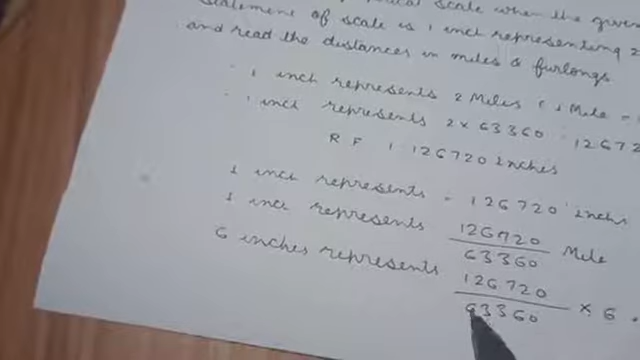 scale when the given
statement of scale is 1 inch representing 2
and read the distances in miles & furlongs
1 inch represents 2 Miles (1 Mile =
1 inch represents 2 x 63360 = 12672
R F 1:126720 inches
1 inch represents = 126720 inches
1 inch represents 126720 / 63360 Mile
6 inches represents 126720 / 63360 x 6